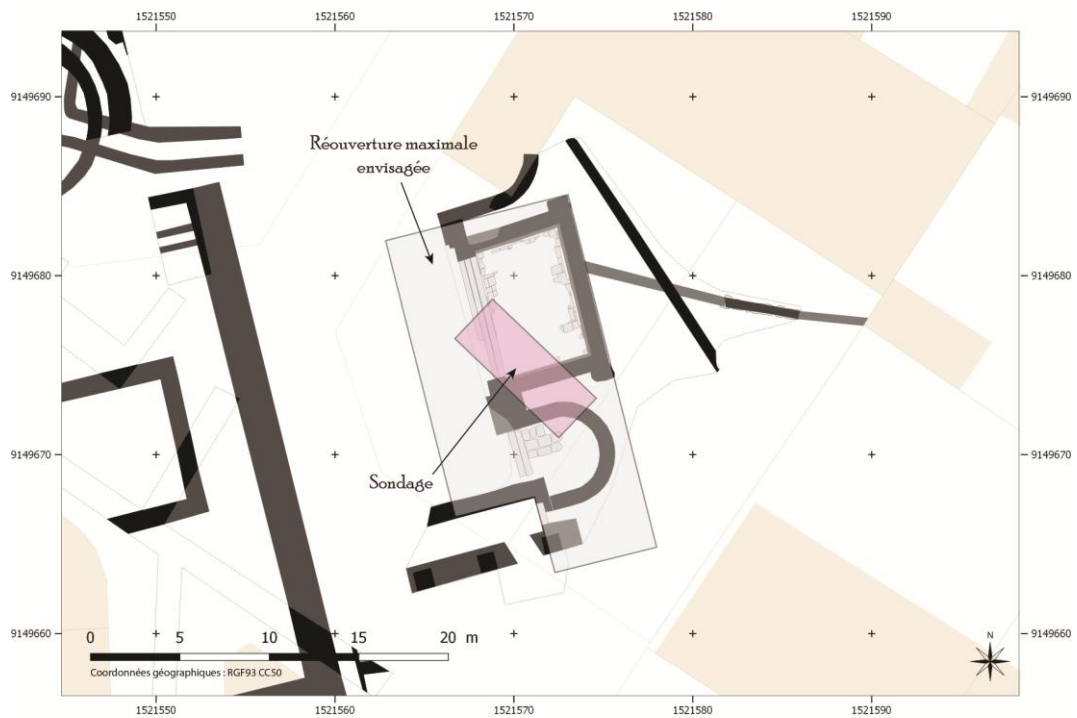 1521550 1521560 1521570 1521580 1521590
9149690 9149690
Réouverture maximale
envisagée
9149680 9149680
9149670 9149670
Sondage
9149660 9149660
0 5 10 15 20 m
Coordonnées géographiques : RGF93 CC50
N
1521550 1521560 1521570 1521580 1521590